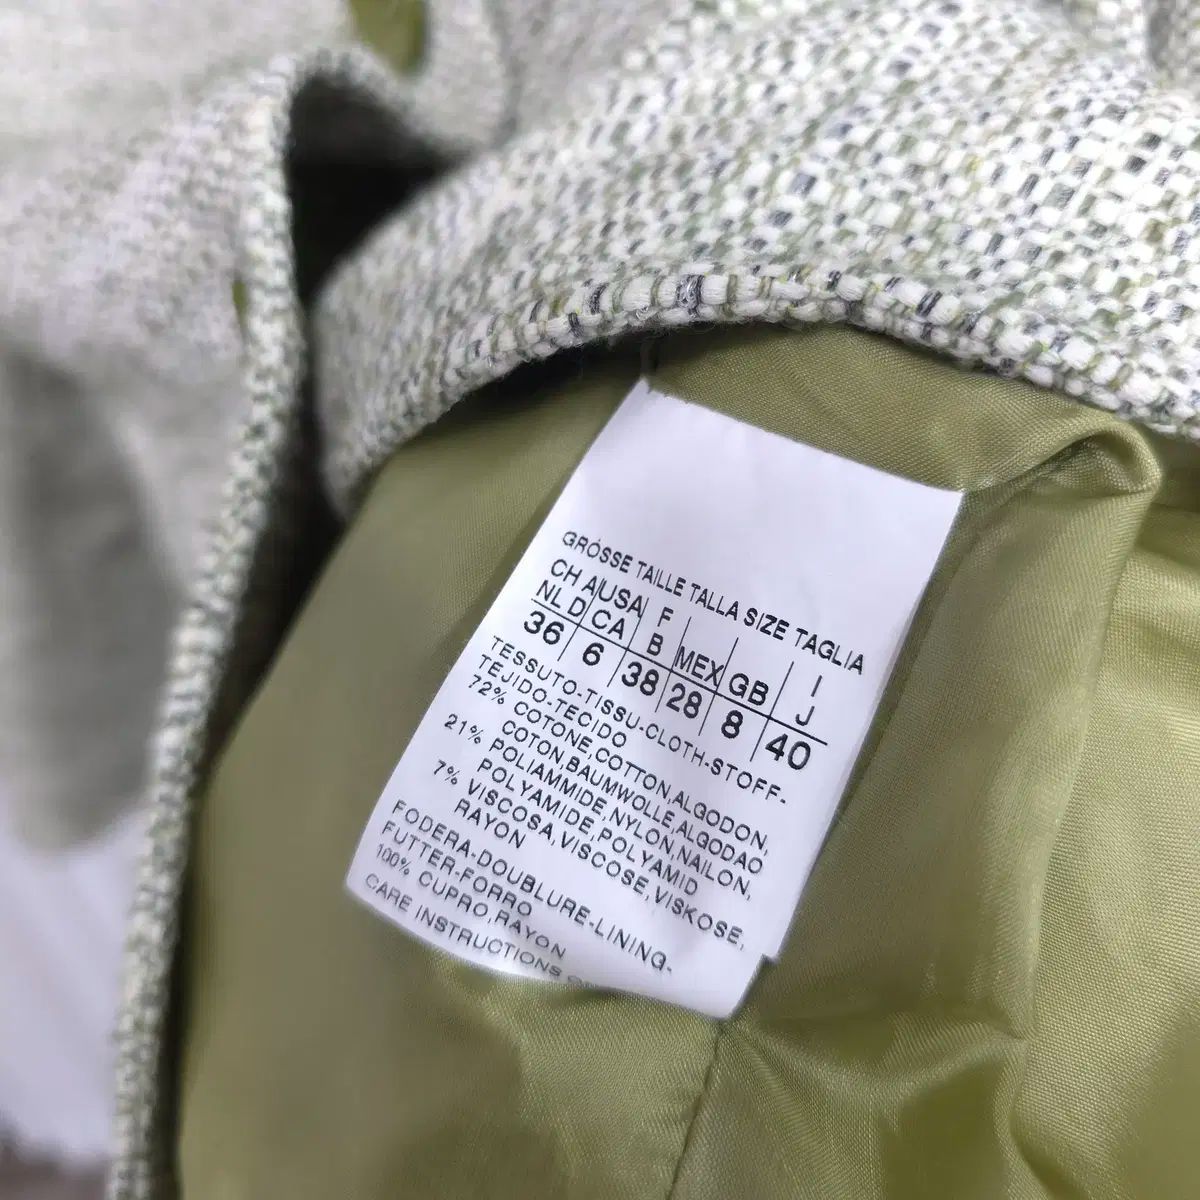 GRÓSSE TAILLE TALLA SIZE TAGLIA
CH A USA F I
NL D CA B MEX GB J
36 6 38 28 8 40
TESSUTO-TISSU-CLOTH-STOFF-
TEJIDO-TECIDO
72% COTONE,COTTON,ALGODON,
COTON,BAUMWOLLE,ALGODAO
21% POLIAMMIDE,NYLON,NAILON,
POLYAMIDE,POLYAMID
7% VISCOSA,VISCOSE,VISKOSE,
RAYON
FODERA-DOUBLURE-LINING-
FUTTER-FORRO
100% CUPRO,RAYON
CARE INSTRUCTIONS